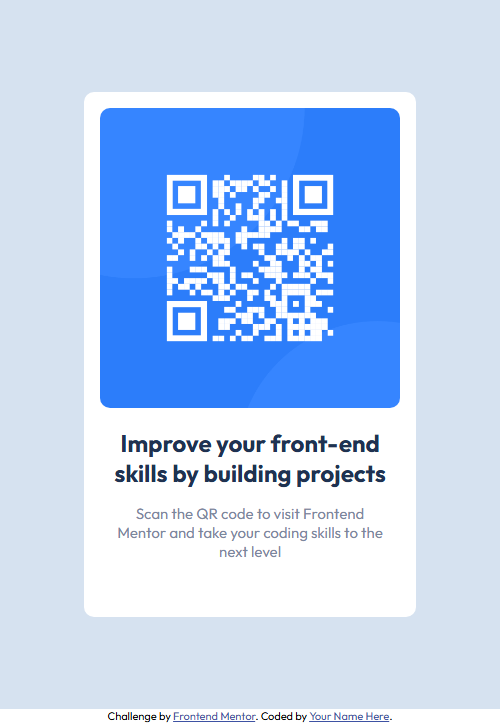 Improve your front-end
skills by building projects
Scan the QR code to visit Frontend
Mentor and take your coding skills to the
next level
Challenge by Frontend Mentor. Coded by Your Name Here.